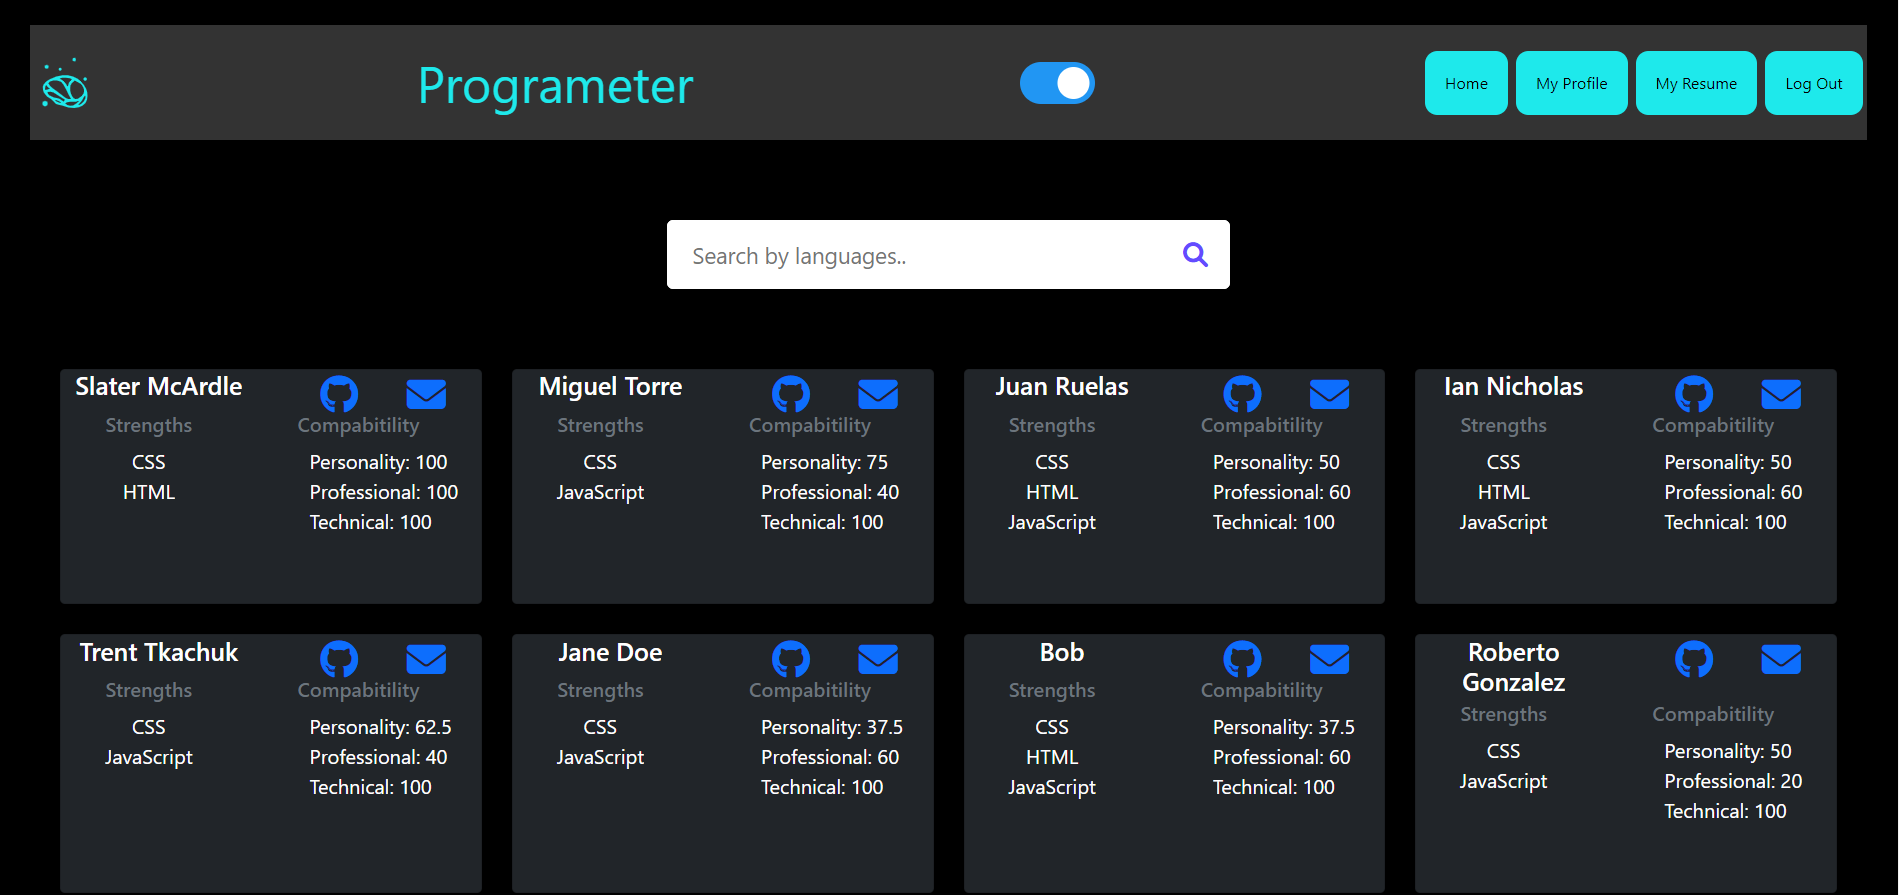 Programeter
Home
My Profile
My Resume
Log Out
Search by languages..
Slater McArdle
Strengths
CSS
HTML
Compabitility
Personality: 100
Professional: 100
Technical: 100
Miguel Torre
Strengths
CSS
JavaScript
Compabitility
Personality: 75
Professional: 40
Technical: 100
Juan Ruelas
Strengths
CSS
HTML
JavaScript
Compabitility
Personality: 50
Professional: 60
Technical: 100
Ian Nicholas
Strengths
CSS
HTML
JavaScript
Compabitility
Personality: 50
Professional: 60
Technical: 100
Trent Tkachuk
Strengths
CSS
JavaScript
Compabitility
Personality: 62.5
Professional: 40
Technical: 100
Jane Doe
Strengths
CSS
JavaScript
Compabitility
Personality: 37.5
Professional: 60
Technical: 100
Bob
Strengths
CSS
HTML
JavaScript
Compabitility
Personality: 37.5
Professional: 60
Technical: 100
Roberto
Gonzalez
Strengths
CSS
JavaScript
Compabitility
Personality: 50
Professional: 20
Technical: 100